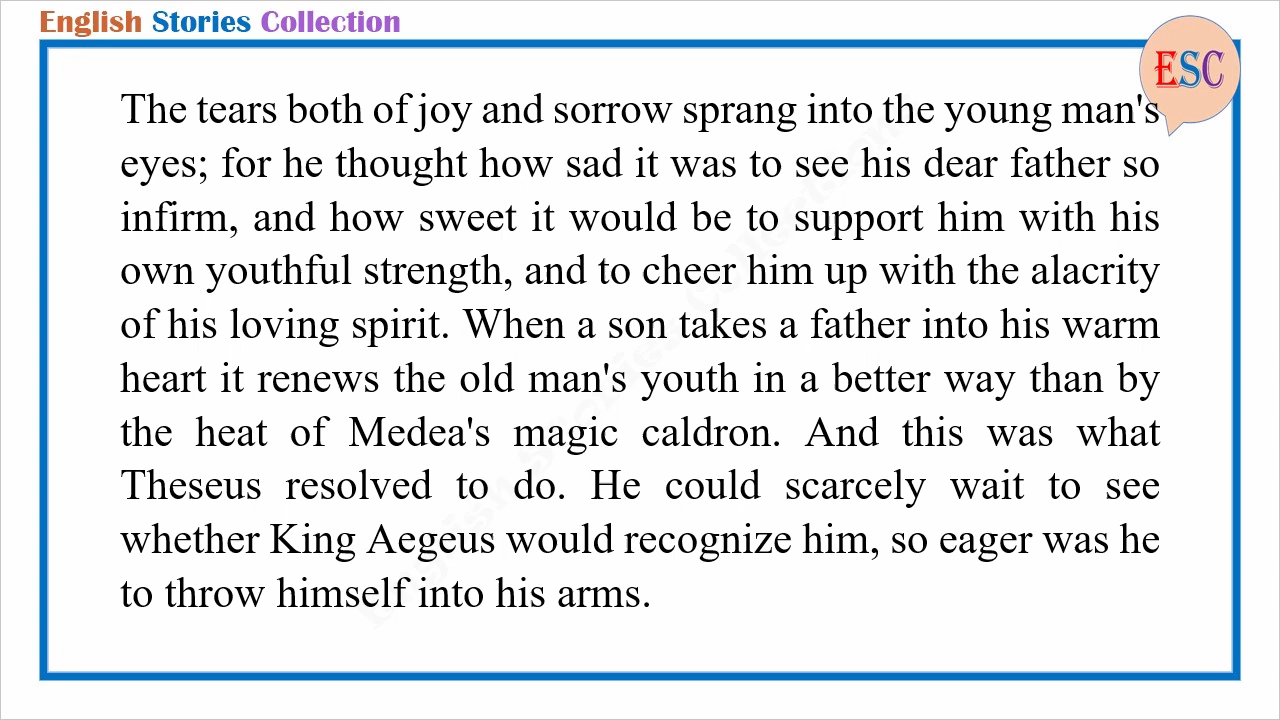 English Stories Collection
ESC
The tears both of joy and sorrow sprang into the young man's
eyes; for he thought how sad it was to see his dear father so
infirm, and how sweet it would be to support him with his
own youthful strength, and to cheer him up with the alacrity
of his loving spirit. When a son takes a father into his warm
heart it renews the old man's youth in a better way than by
the heat of Medea's magic caldron. And this was what
Theseus resolved to do. He could scarcely wait to see
whether King Aegeus would recognize him, so eager was he
to throw himself into his arms.
English Stories Collection